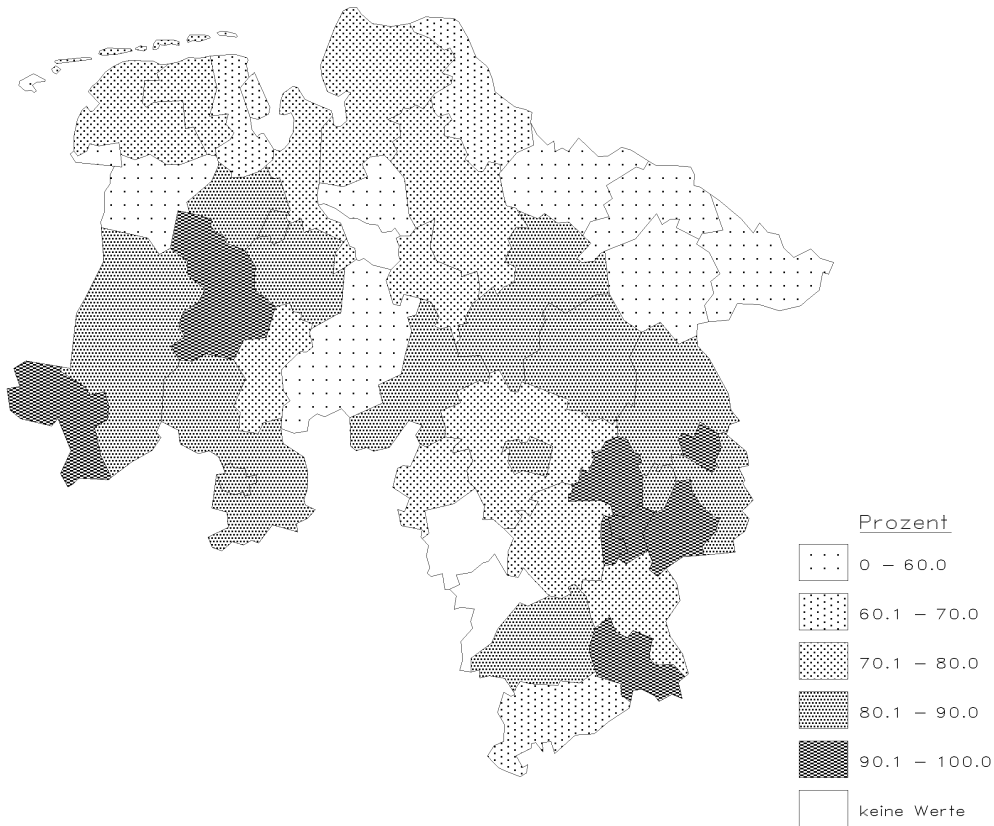 Prozent
0 – 60.0
60.1 – 70.0
70.1 – 80.0
80.1 – 90.0
90.1 – 100.0
keine Werte